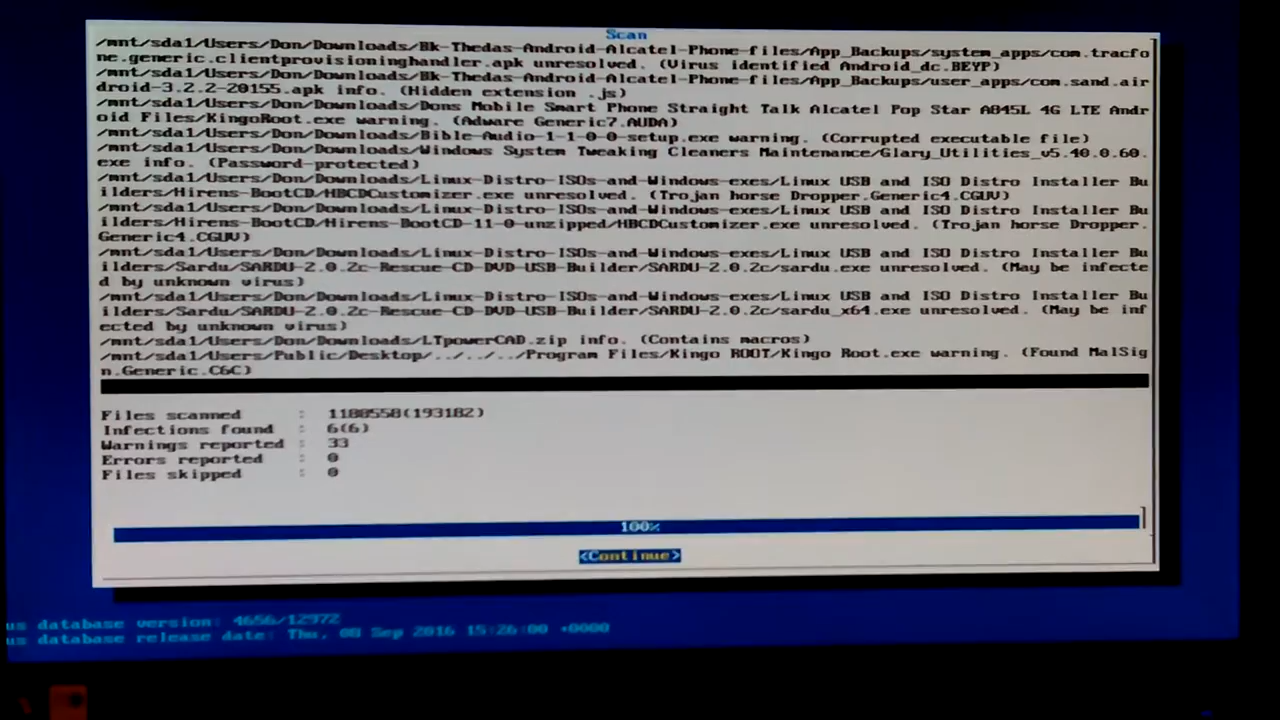 Scan
/mnt/sda1/Users/Don/Downloads/Bk-Thedas-Android-Alcatel-Phone-files/App_Backups/system_apps/com.tracfo
ne.generic.clientprovisioninghandler.apk unresolved. (Virus identified Android_dc.BEYP)
/mnt/sda1/Users/Don/Downloads/Bk-Thedas-Android-Alcatel-Phone-files/App_Backups/user_apps/com.sand.air
droid-3.2.2-20155.apk info. (Hidden extension .js)
/mnt/sda1/Users/Don/Downloads/Dons Mobile Smart Phone Straight Talk Alcatel Pop Star A845L 4G LTE Andr
oid Files/KingoRoot.exe warning. (Adware Generic7.AUDA)
/mnt/sda1/Users/Don/Downloads/Bible-Audio-1-1-0-0-setup.exe warning. (Corrupted executable file)
/mnt/sda1/Users/Don/Downloads/Windows System Tweaking Cleaners Maintenance/Glary_Utilities_v5.40.0.60.
exe info. (Password-protected)
/mnt/sda1/Users/Don/Downloads/Linux-Distro-ISOs-and-Windows-exes/Linux USB and ISO Distro Installer Bu
ilders/Hirens-BootCD/HBCDCustomizer.exe unresolved. (Trojan horse Dropper.Generic4.CGUV)
/mnt/sda1/Users/Don/Downloads/Linux-Distro-ISOs-and-Windows-exes/Linux USB and ISO Distro Installer Bu
ilders/Hirens-BootCD/Hirens-BootCD-11-0-unzipped/HBCDCustomizer.exe unresolved. (Trojan horse Dropper.
Generic4.CGUV)
/mnt/sda1/Users/Don/Downloads/Linux-Distro-ISOs-and-Windows-exes/Linux USB and ISO Distro Installer Bu
ilders/Sardu/SARDU-2.0.2c-Rescue-CD-DVD-USB-Builder/SARDU-2.0.2c/sardu.exe unresolved. (May be infecte
d by unknown virus)
/mnt/sda1/Users/Don/Downloads/Linux-Distro-ISOs-and-Windows-exes/Linux USB and ISO Distro Installer Bu
ilders/Sardu/SARDU-2.0.2c-Rescue-CD-DVD-USB-Builder/SARDU-2.0.2c/sardu_x64.exe unresolved. (May be inf
ected by unknown virus)
/mnt/sda1/Users/Don/Downloads/LTpowerCAD.zip info. (Contains macros)
/mnt/sda1/Users/Public/Desktop/../../../Program Files/Kingo ROOT/Kingo Root.exe warning. (Found MalSig
n.Generic.C6C)
Files scanned : 1180558(193182)
Infections found : 6(6)
Warnings reported : 33
Errors reported : 0
Files skipped : 0
100%
<Continue>
us database version: 4656/12972
us database release date: Thu, 08 Sep 2016 15:26:00 +0000